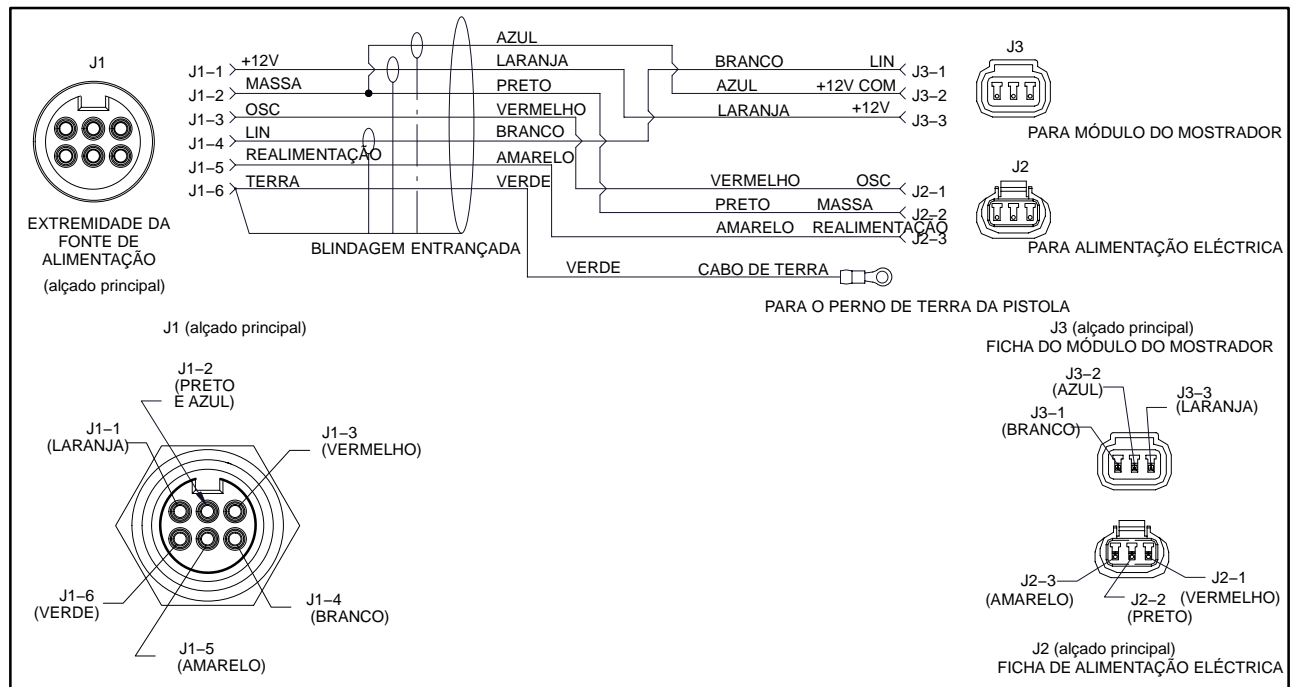 J1
EXTREMIDADE DA
FONTE DE
ALIMENTAÇÃO
(alçado principal)
J1–1 +12V
J1–2 MASSA
J1–3 OSC
J1–4 LIN
J1–5 REALIMENTAÇÃO
J1–6 TERRA
BLINDAGEM ENTRANÇADA
AZUL
LARANJA
PRETO
VERMELHO
BRANCO
AMARELO
VERDE
BRANCO LIN J3–1
AZUL +12V COM J3–2
LARANJA +12V J3–3
J3
PARA MÓDULO DO MOSTRADOR
VERMELHO OSC J2–1
PRETO MASSA J2–2
AMARELO REALIMENTAÇÃO J2–3
J2
PARA ALIMENTAÇÃO ELÉCTRICA
VERDE CABO DE TERRA
PARA O PERNO DE TERRA DA PISTOLA
J1 (alçado principal)
J1–2
(PRETO
E AZUL)
J1–1
(LARANJA)
J1–3
(VERMELHO)
J1–6
(VERDE)
J1–4
(BRANCO)
J1–5
(AMARELO)
J3 (alçado principal)
FICHA DO MÓDULO DO MOSTRADOR
J3–2
(AZUL)
J3–3
(LARANJA)
J3–1
(BRANCO)
J2–3
(AMARELO)
J2–1
(VERMELHO)
J2–2
(PRETO)
J2 (alçado principal)
FICHA DE ALIMENTAÇÃO ELÉCTRICA